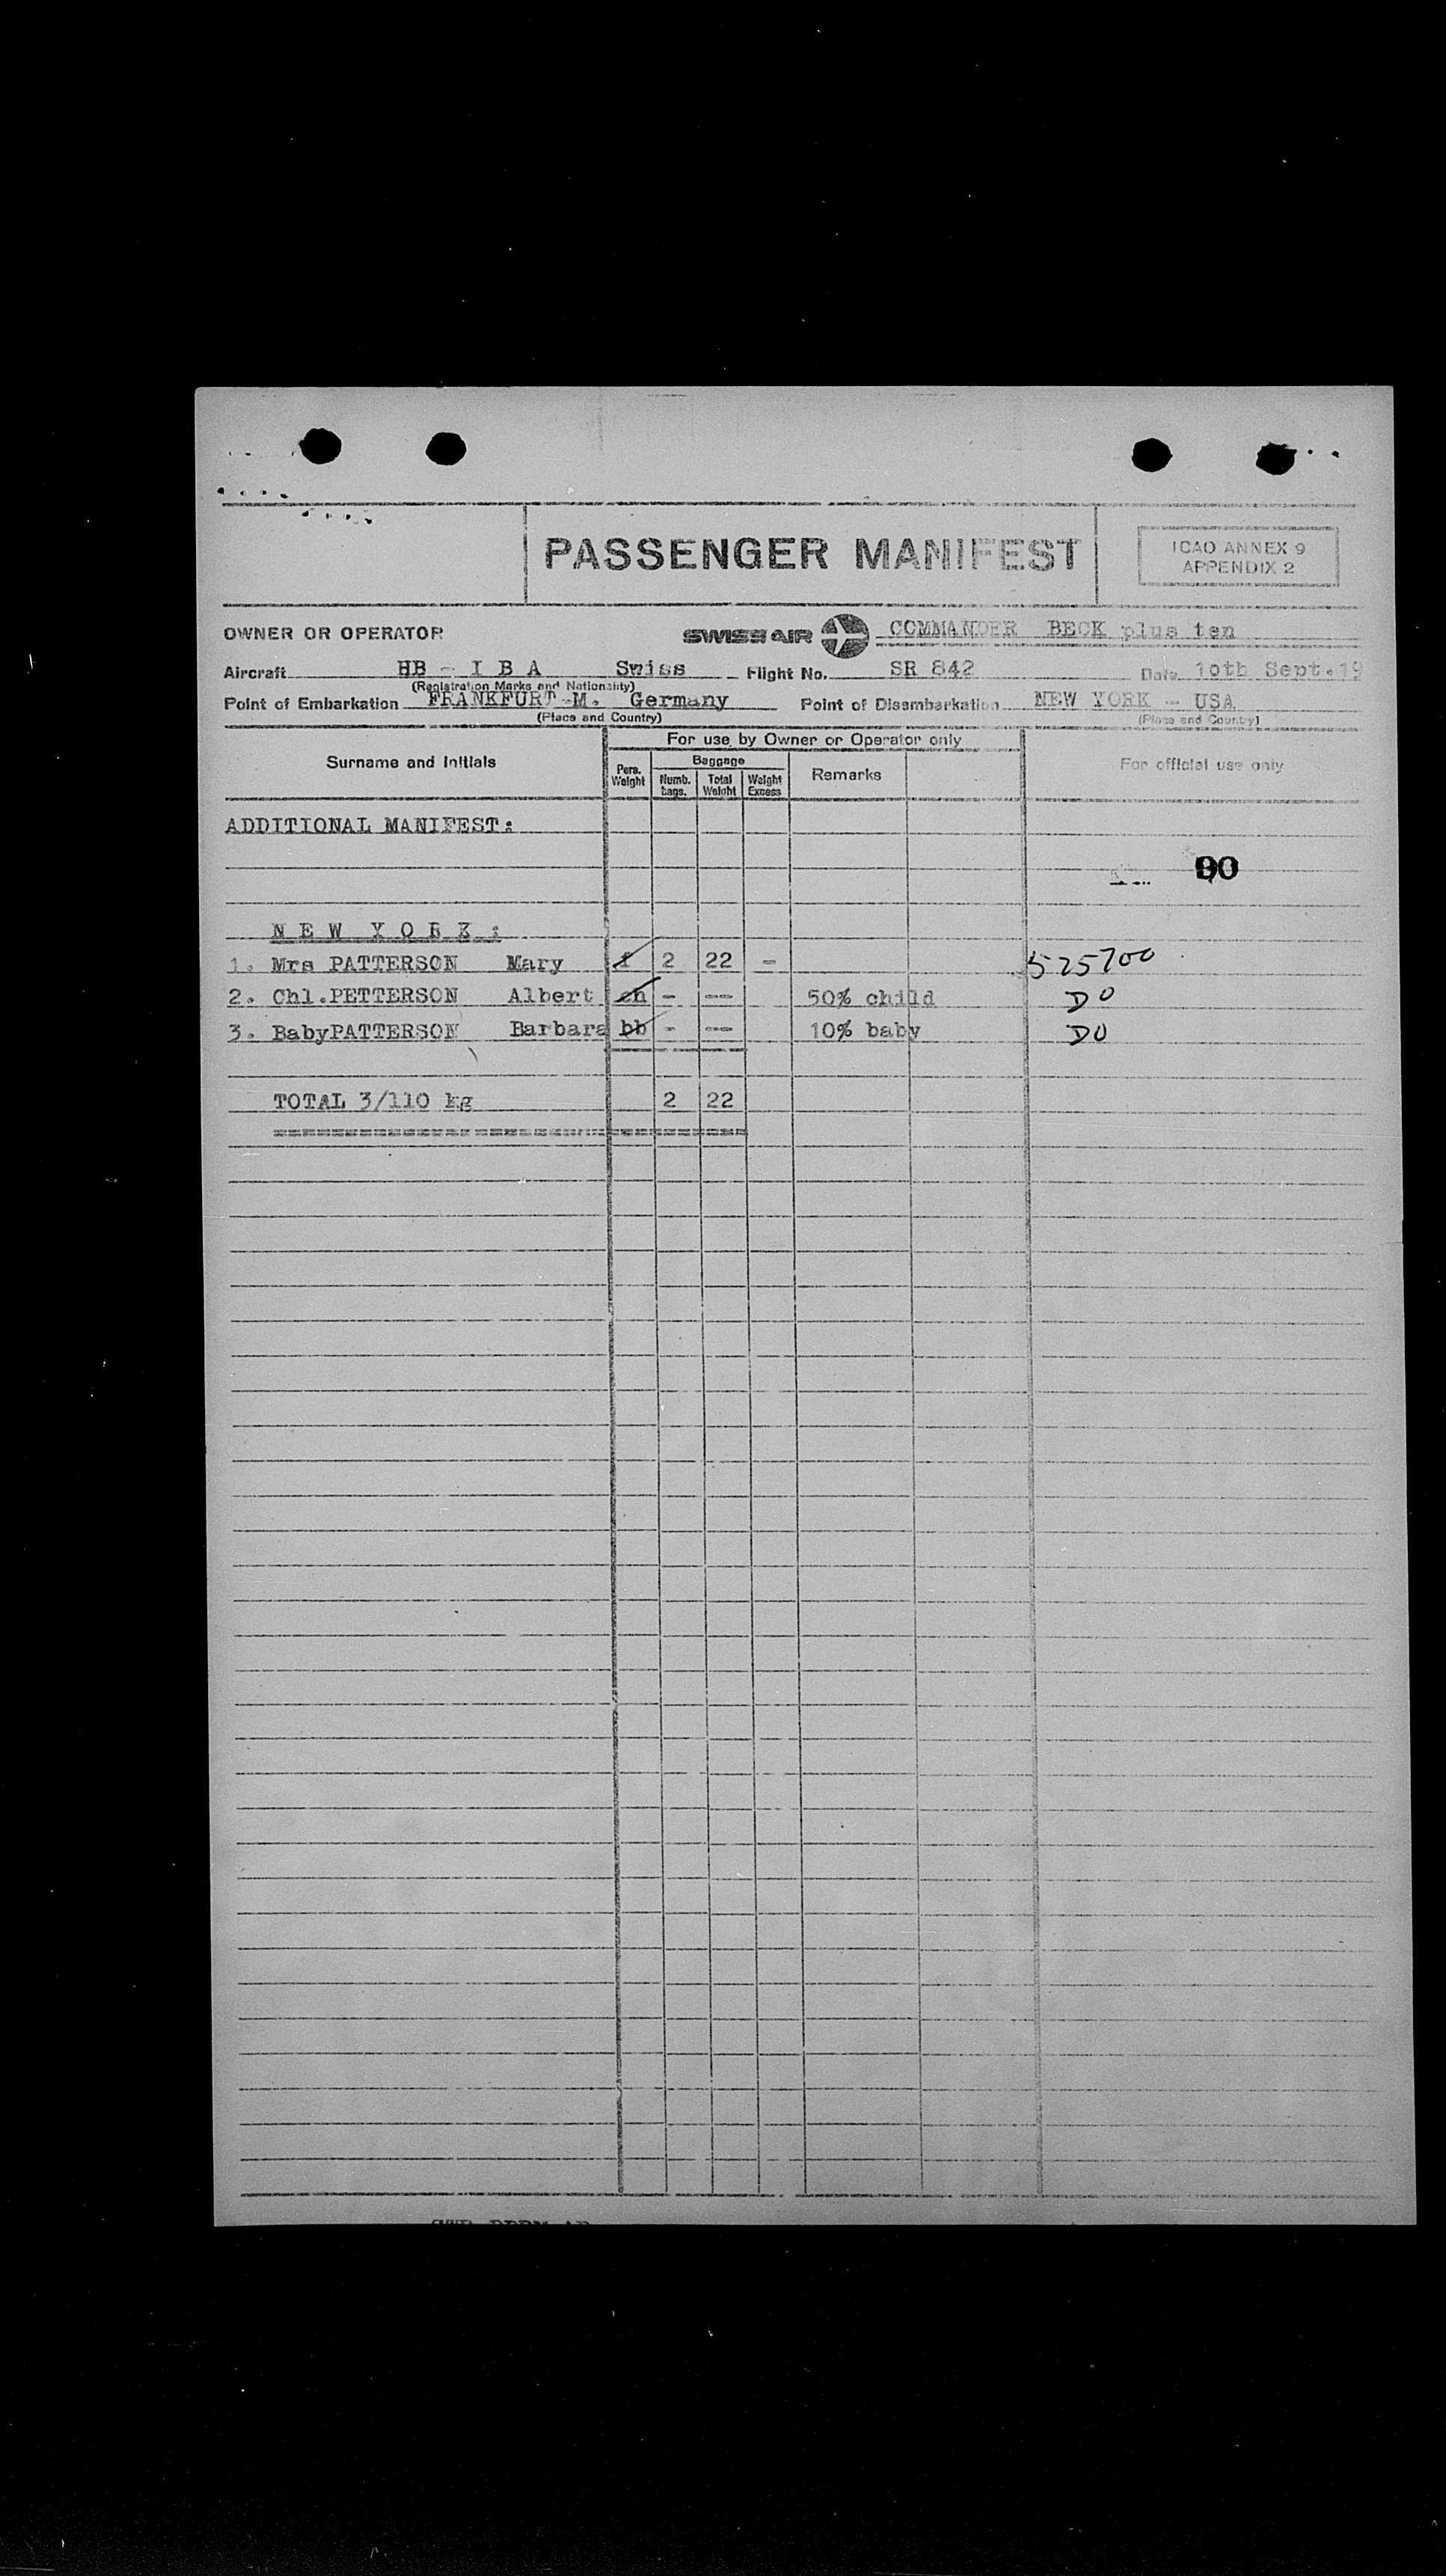 PASSENGER MANIFEST
ICAO ANNEX 9
APPENDIX 2
OWNER OR OPERATOR SWISSAIR COMMANDER BECK plus ten
Aircraft HB - I B A Swiss Flight No. SR 842 Date 1oth Sept.19
(Registration Marks and Nationality)
Point of Embarkation FRANKFURT-M. Germany Point of Disembarkation NEW YORK - USA
(Place and Country) (Place and Country)
For use by Owner or Operator only
Surname and Initials Pers. Weight Baggage Remarks For official use only
Numb. bags. Total Weight Weight Excess
ADDITIONAL MANIFEST:
90
N E W Y O R K :
1. Mrs PATTERSON Mary f 2 22 - 525700
2. Chl.PETTERSON Albert ch - -- 50% child DO
3. BabyPATTERSON Barbara bb - -- 10% baby DO
TOTAL 3/110 kg 2 22